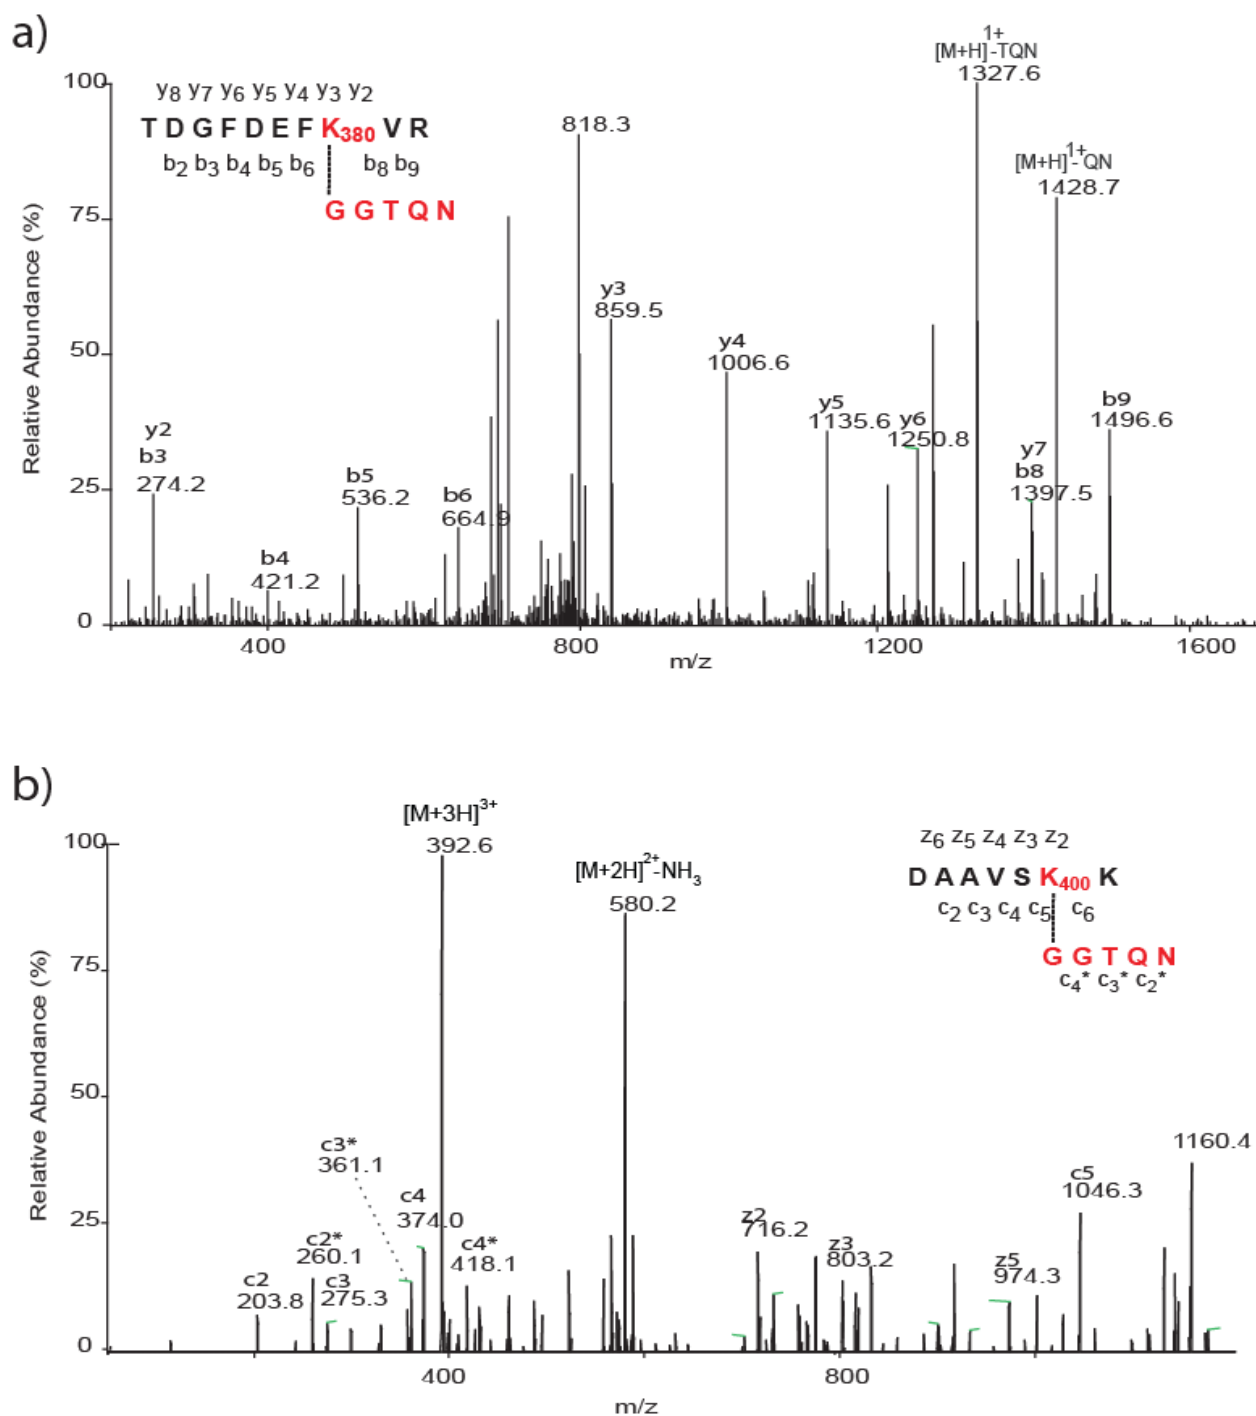 a)
1+
[M+H]-TQN
1327.6
100
y8 y7 y6 y5 y4 y3 y2
T D G F D E F K380 V R
b2 b3 b4 b5 b6 b8 b9
G G T Q N
818.3
1+
[M+H]-QN
1428.7
75
y3
859.5
50
y4
1006.6
y5
1135.6
y6
1250.8
b9
1496.6
y7
b8
1397.5
y2
b3
274.2
b5
536.2
b6
664.9
25
b4
421.2
0
400
800
1200
1600
m/z
Relative Abundance (%)
b)
[M+3H]3+
392.6
100
[M+2H]2+-NH3
580.2
z6 z5 z4 z3 z2
D A A V S K400 K
c2 c3 c4 c5 c6
G G T Q N
c4* c3* c2*
75
50
c3*
361.1
1160.4
c5
1046.3
c4
374.0
25
c2*
260.1
c4*
418.1
z2
716.2
z3
803.2
z5
974.3
c2
203.8
c3
275.3
0
400
800
m/z
Relative Abundance (%)